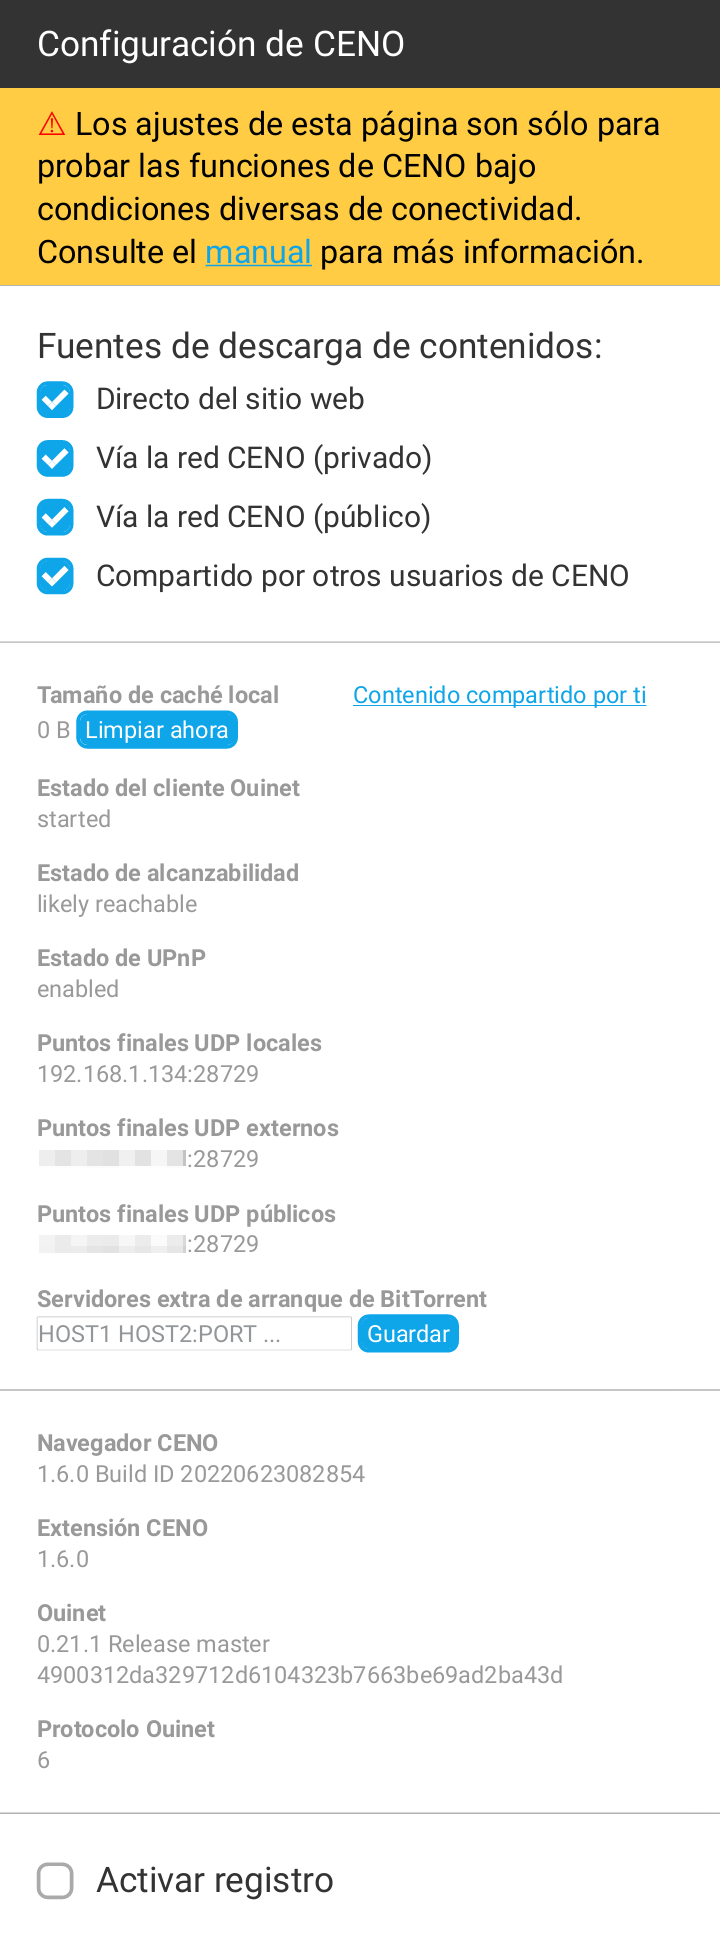 Configuración de CENO
⚠ Los ajustes de esta página son sólo para
probar las funciones de CENO bajo
condiciones diversas de conectividad.
Consulte el manual para más información.
Fuentes de descarga de contenidos:
Directo del sitio web
Vía la red CENO (privado)
Vía la red CENO (público)
Compartido por otros usuarios de CENO
Tamaño de caché local
Contenido compartido por ti
0 B Limpiar ahora
Estado del cliente Ouinet
started
Estado de alcanzabilidad
likely reachable
Estado de UPnP
enabled
Puntos finales UDP locales
192.168.1.134:28729
Puntos finales UDP externos
:28729
Puntos finales UDP públicos
:28729
Servidores extra de arranque de BitTorrent
HOST1 HOST2:PORT ... Guardar
Navegador CENO
1.6.0 Build ID 20220623082854
Extensión CENO
1.6.0
Ouinet
0.21.1 Release master
4900312da329712d6104323b7663be69ad2ba43d
Protocolo Ouinet
6
Activar registro